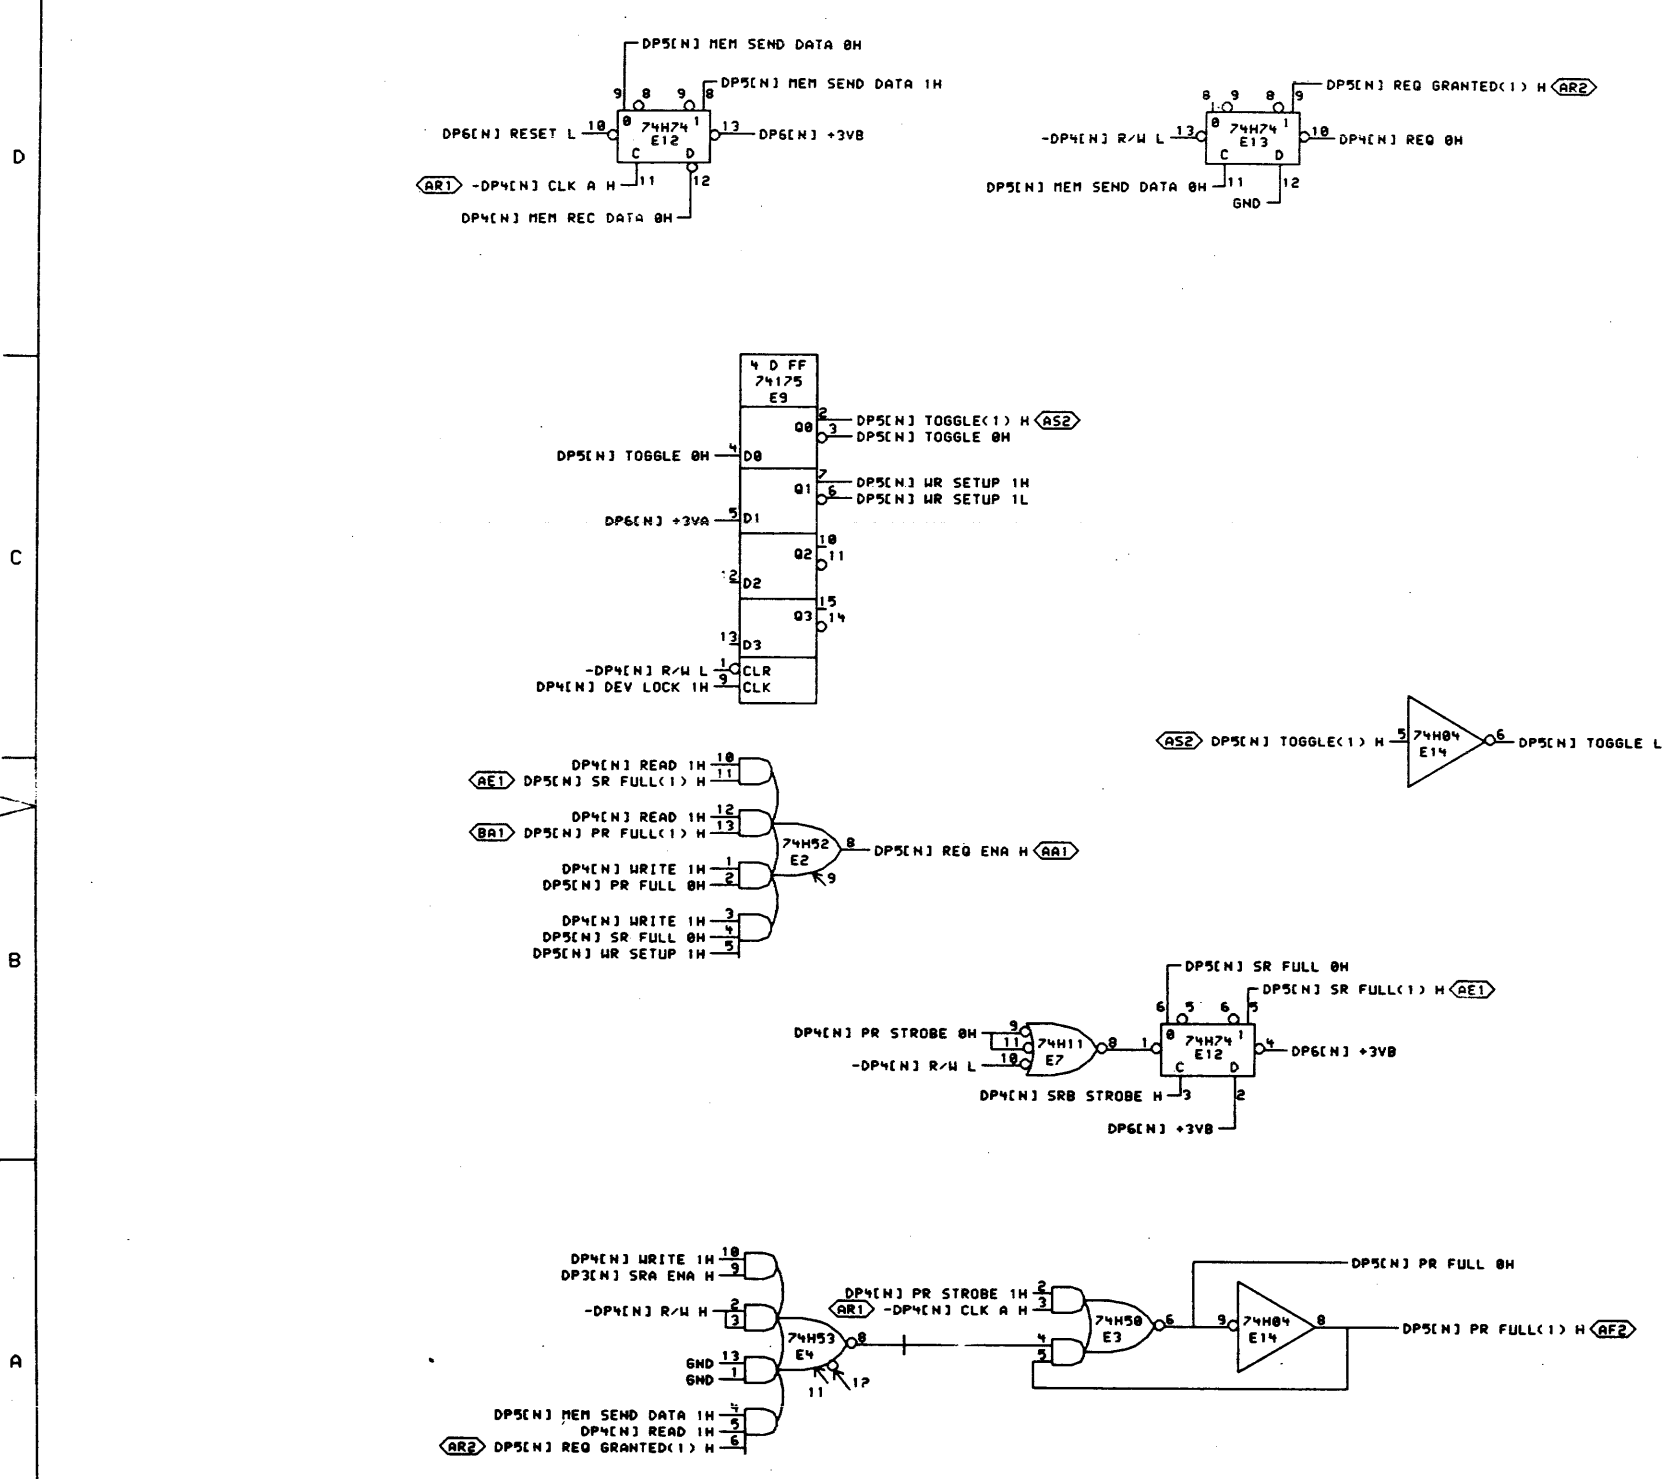 DP5[N] MEM SEND DATA 0H
DP5[N] MEM SEND DATA 1H
9 8 9 8
DP6[N] RESET L 10
0 74H74 1
E12
C D
13 DP6[N] +3VB
AR1 -DP4[N] CLK A H 11
12
DP4[N] MEM REC DATA 0H
DP5[N] REQ GRANTED(1) H AR2
8 9 8 9
-DP4[N] R/W L 13
0 74H74 1
E13
C D
10 DP4[N] REQ 0H
DP5[N] MEM SEND DATA 0H 11
12
GND
D
4 D FF
74175
E9
Q0 2 DP5[N] TOGGLE(1) H AS2
3 DP5[N] TOGGLE 0H
DP5[N] TOGGLE 0H 4 D0
Q1 7 DP5[N] WR SETUP 1H
6 DP5[N] WR SETUP 1L
DP6[N] +3VA 5 D1
Q2 10
11
2 D2
Q3 15
14
13 D3
-DP4[N] R/W L 1 CLR
DP4[N] DEV LOCK 1H 9 CLK
C
AS2 DP5[N] TOGGLE(1) H 5 74H04 6 DP5[N] TOGGLE L
E14
DP4[N] READ 1H 10
AE1 DP5[N] SR FULL(1) H 11
DP4[N] READ 1H 12
BA1 DP5[N] PR FULL(1) H 13
74H52
E2
8 DP5[N] REQ ENA H AA1
9
DP4[N] WRITE 1H 1
DP5[N] PR FULL 0H 2
DP4[N] WRITE 1H 3
DP5[N] SR FULL 0H 4
DP5[N] WR SETUP 1H 5
B
DP5[N] SR FULL 0H
DP5[N] SR FULL(1) H AE1
6 5 6 5
DP4[N] PR STROBE 0H 9
11
-DP4[N] R/W L 10
74H11
E7
8
1
0 74H74 1
E12
C D
4 DP6[N] +3VB
DP4[N] SRB STROBE H 3
2
DP6[N] +3VB
DP4[N] WRITE 1H 10
DP3[N] SRA ENA H 9
-DP4[N] R/W H 2
3
GND 13
GND 1
DP5[N] MEM SEND DATA 1H 4
DP4[N] READ 1H 5
AR2 DP5[N] REQ GRANTED(1) H 6
74H53
E4
8
11
12
DP4[N] PR STROBE 1H 2
AR1 -DP4[N] CLK A H 3
4
5
74H50
E3
6
DP5[N] PR FULL 0H
9 74H04 8
E14
DP5[N] PR FULL(1) H AF2
A